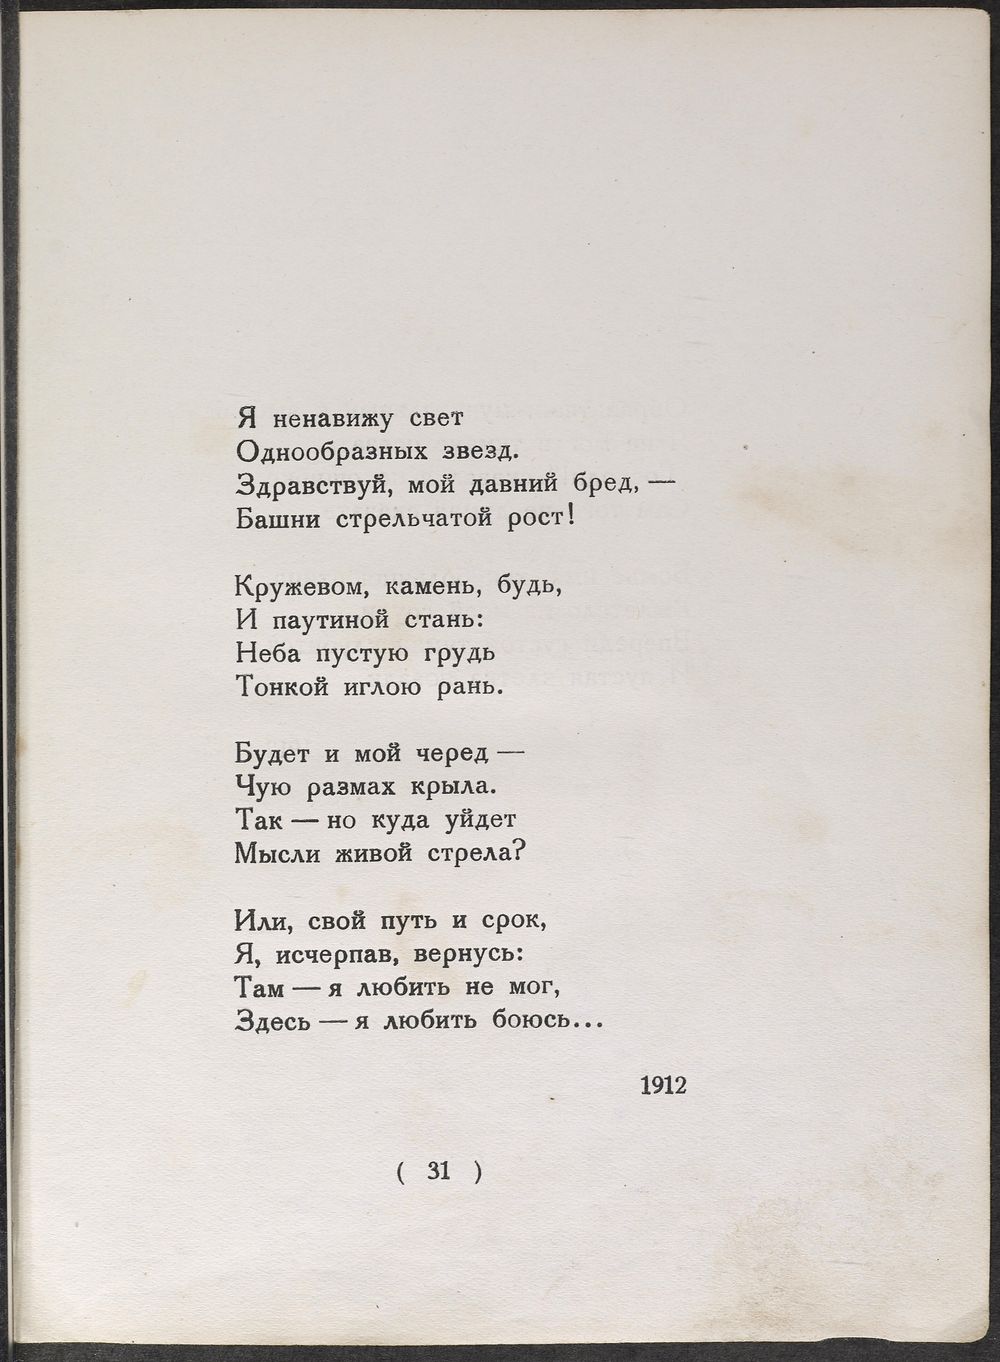 Я ненавижу свет
Однообразных звезд.
Здравствуй, мой давний бред, —
Башни стрельчатой рост!

Кружевом, камень, будь,
И паутиной стань:
Неба пустую грудь
Тонкой иглою рань.

Будет и мой черед —
Чую размах крыла.
Так — но куда уйдет
Мысли живой стрела?

Или, свой путь и срок,
Я, исчерпав, вернусь:
Там — я любить не мог,
Здесь — я любить боюсь...

1912

( 31 )